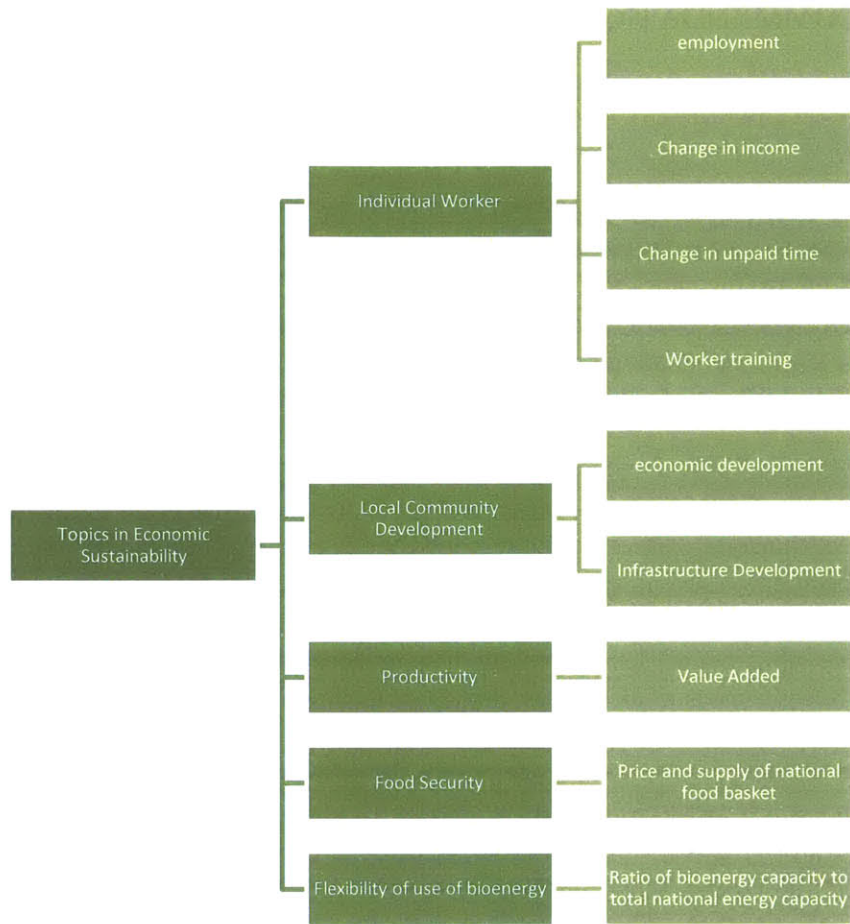 employment
Change in income
Individual Worker
Change in unpaid time
Worker training
economic development
Local Community
Development
Topics in Economic
Sustainability
Infrastructure Development
Productivity
Value Added
Food Security
Price and supply of national
food basket
Flexibility of use of bioenergy
Ratio of bioenergy capacity to
total national energy capacity